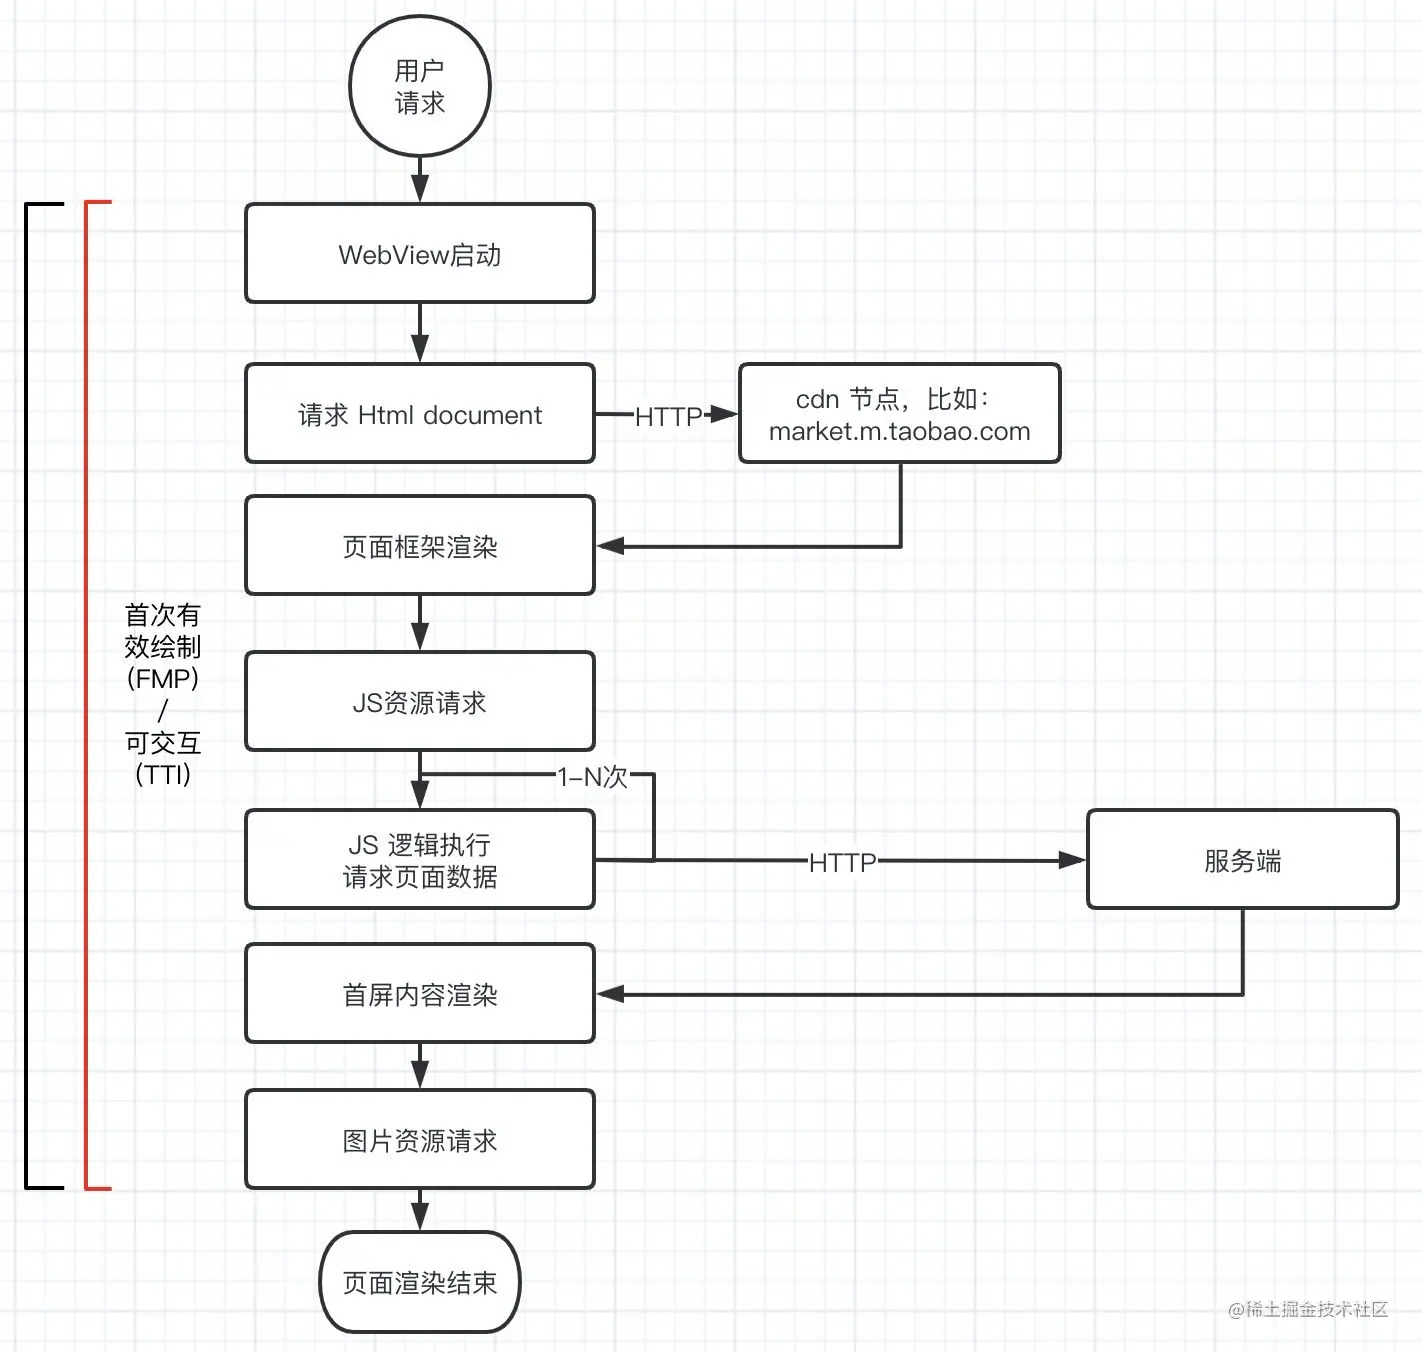 用户
请求
WebView启动
请求 Html document
HTTP
cdn 节点，比如：
market.m.taobao.com
页面框架渲染
首次有
效绘制
(FMP)
/
可交互
(TTI)
JS资源请求
1-N次
JS 逻辑执行
请求页面数据
HTTP
服务端
首屏内容渲染
图片资源请求
页面渲染结束
@稀土掘金技术社区